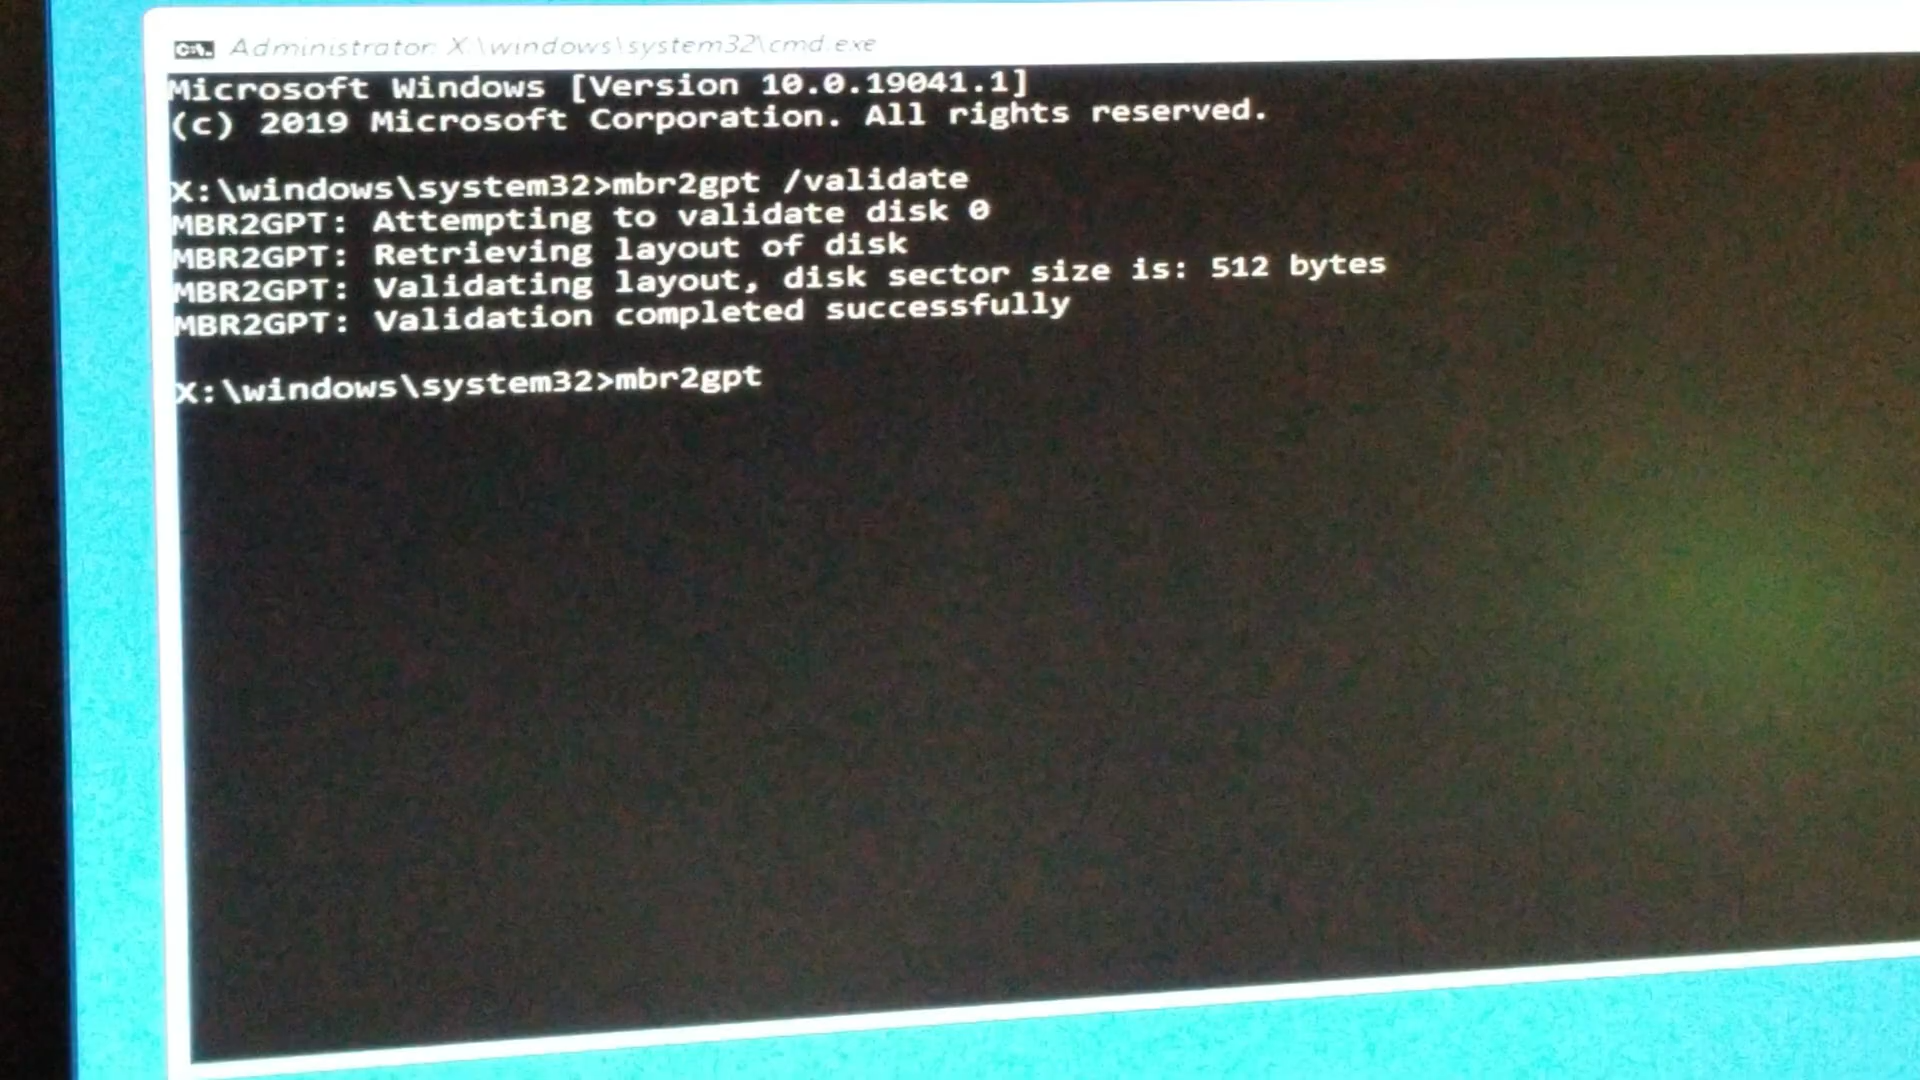 Administrator: X:\windows\system32\cmd.exe
Microsoft Windows [Version 10.0.19041.1]
(c) 2019 Microsoft Corporation. All rights reserved.
X:\windows\system32>mbr2gpt /validate
MBR2GPT: Attempting to validate disk 0
MBR2GPT: Retrieving layout of disk
MBR2GPT: Validating layout, disk sector size is: 512 bytes
MBR2GPT: Validation completed successfully
X:\windows\system32>mbr2gpt